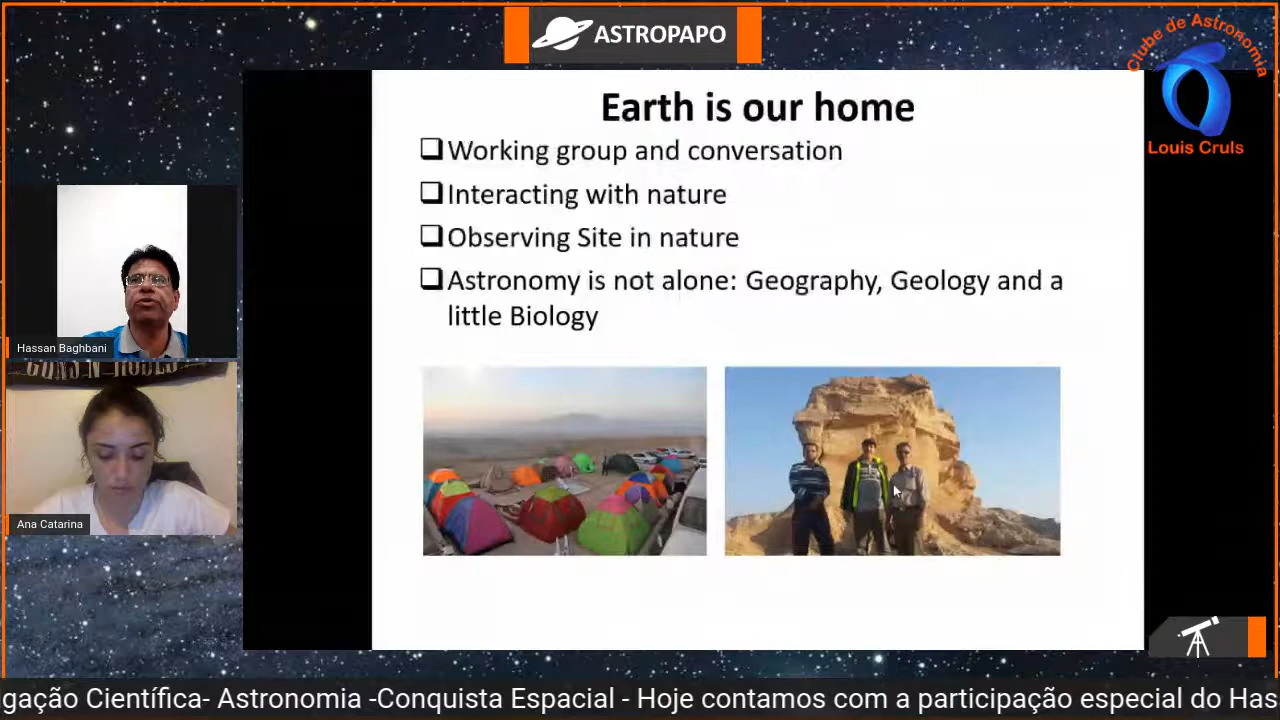 ASTROPAPO
Clube de Astronomia
Louis Cruls
Earth is our home
Working group and conversation
Interacting with nature
Observing Site in nature
Astronomy is not alone: Geography, Geology and a
little Biology
Hassan Baghbani
GUNS N' ROSES
Ana Catarina
gação Científica- Astronomia -Conquista Espacial - Hoje contamos com a participação especial do Has